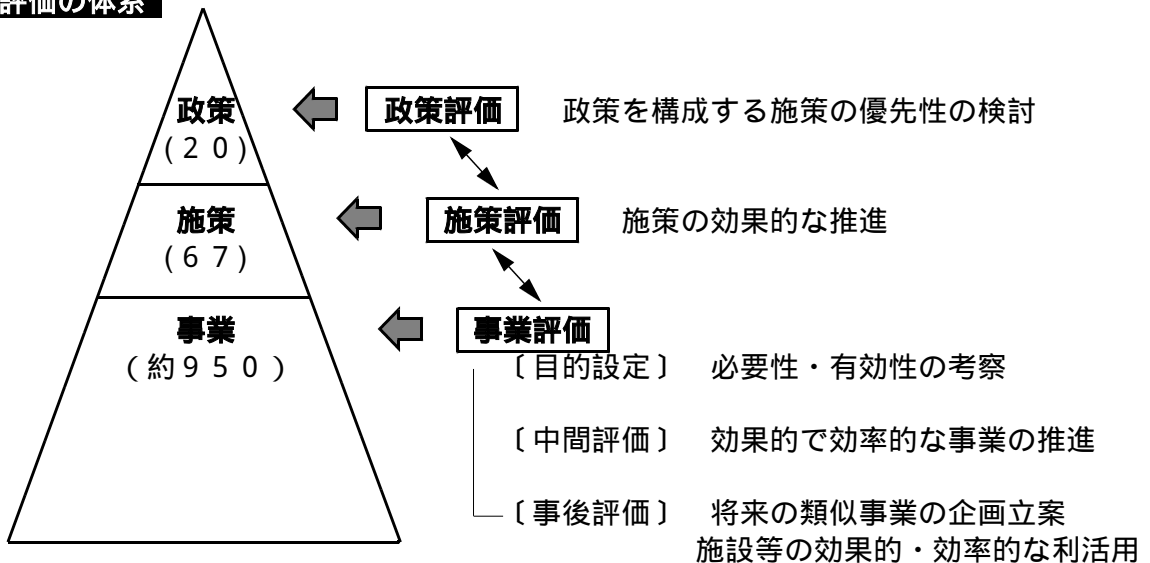 評価の体系
政策 政策評価 政策を構成する施策の優先性の検討
(20)
施策 施策評価 施策の効果的な推進
(67)
事業 事業評価
(約950) 〔目的設定〕 必要性・有効性の考察
〔中間評価〕 効果的で効率的な事業の推進
〔事後評価〕 将来の類似事業の企画立案
施設等の効果的・効率的な利活用